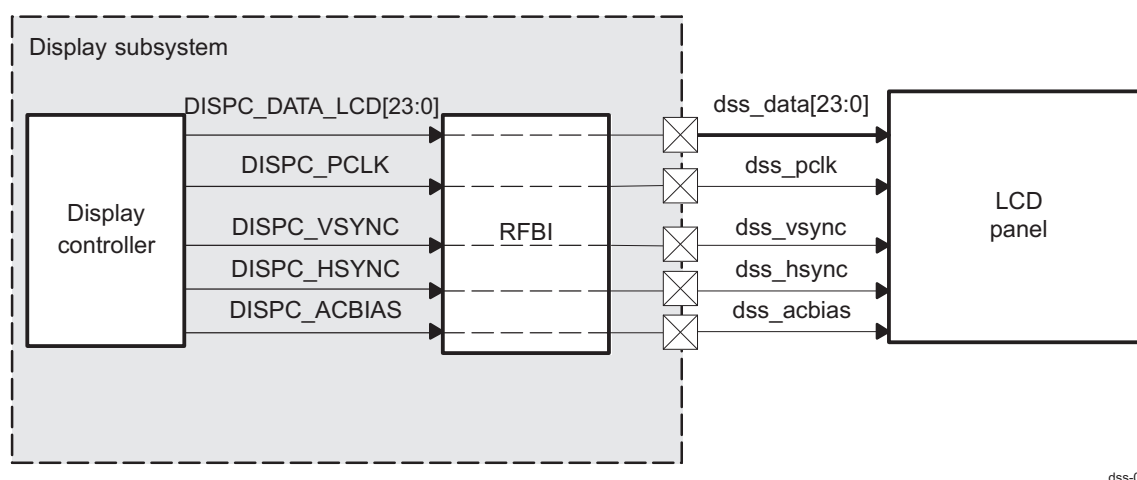 Display subsystem
DISPC_DATA_LCD[23:0]
dss_data[23:0]
DISPC_PCLK
dss_pclk
Display
controller
DISPC_VSYNC
RFBI
dss_vsync
LCD
panel
DISPC_HSYNC
dss_hsync
DISPC_ACBIAS
dss_acbias